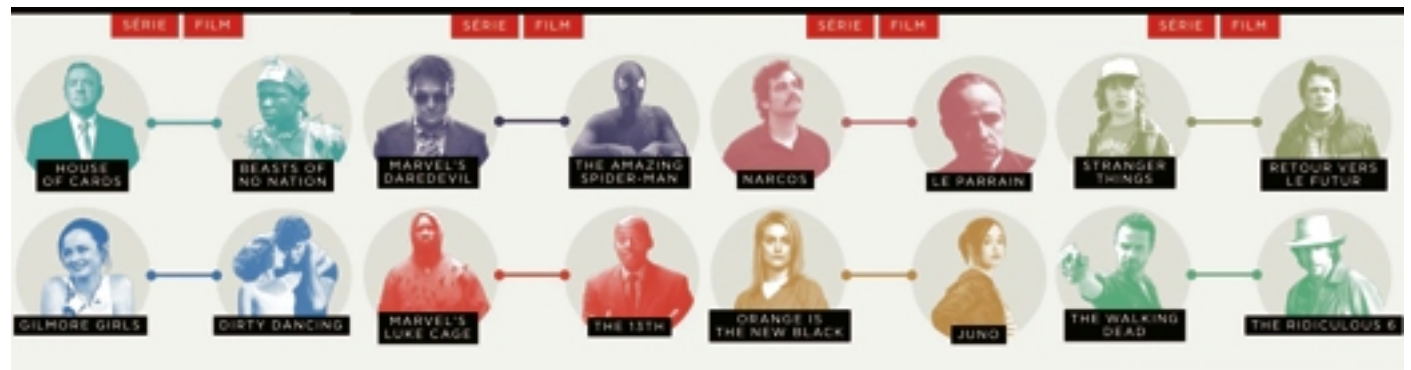 SÉRIE FILM SÉRIE FILM SÉRIE FILM SÉRIE FILM
HOUSE
OF CARDS
BEASTS OF
NO NATION
MARVEL'S
DAREDEVIL
THE AMAZING
SPIDER-MAN
NARCOS
LE PARRAIN
STRANGER
THINGS
RETOUR VERS
LE FUTUR
GILMORE GIRLS
DIRTY DANCING
MARVEL'S
LUKE CAGE
THE 13TH
ORANGE IS
THE NEW BLACK
JUNO
THE WALKING
DEAD
THE RIDICULOUS 6